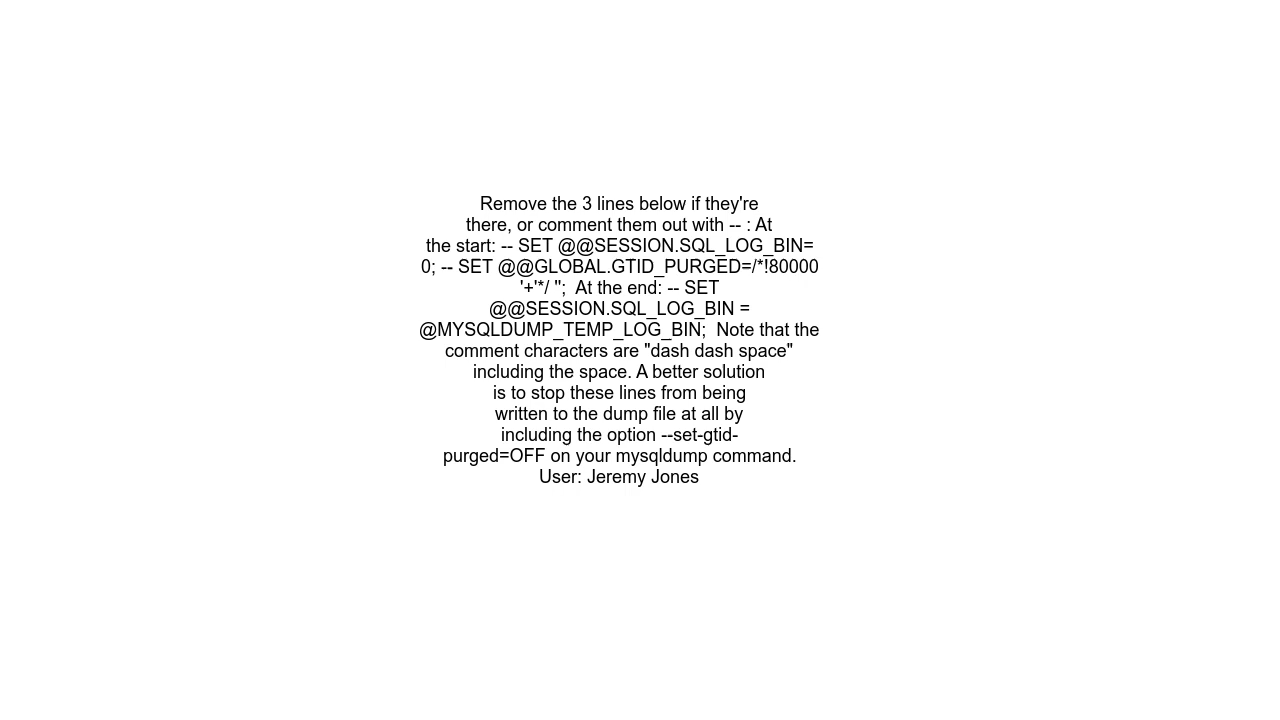 Remove the 3 lines below if they're
there, or comment them out with -- : At
the start: -- SET @@SESSION.SQL_LOG_BIN=
0; -- SET @@GLOBAL.GTID_PURGED=/*!80000
'+'*/ '';  At the end: -- SET
@@SESSION.SQL_LOG_BIN =
@MYSQLDUMP_TEMP_LOG_BIN;  Note that the
comment characters are "dash dash space"
including the space. A better solution
is to stop these lines from being
written to the dump file at all by
including the option --set-gtid-
purged=OFF on your mysqldump command.
User: Jeremy Jones